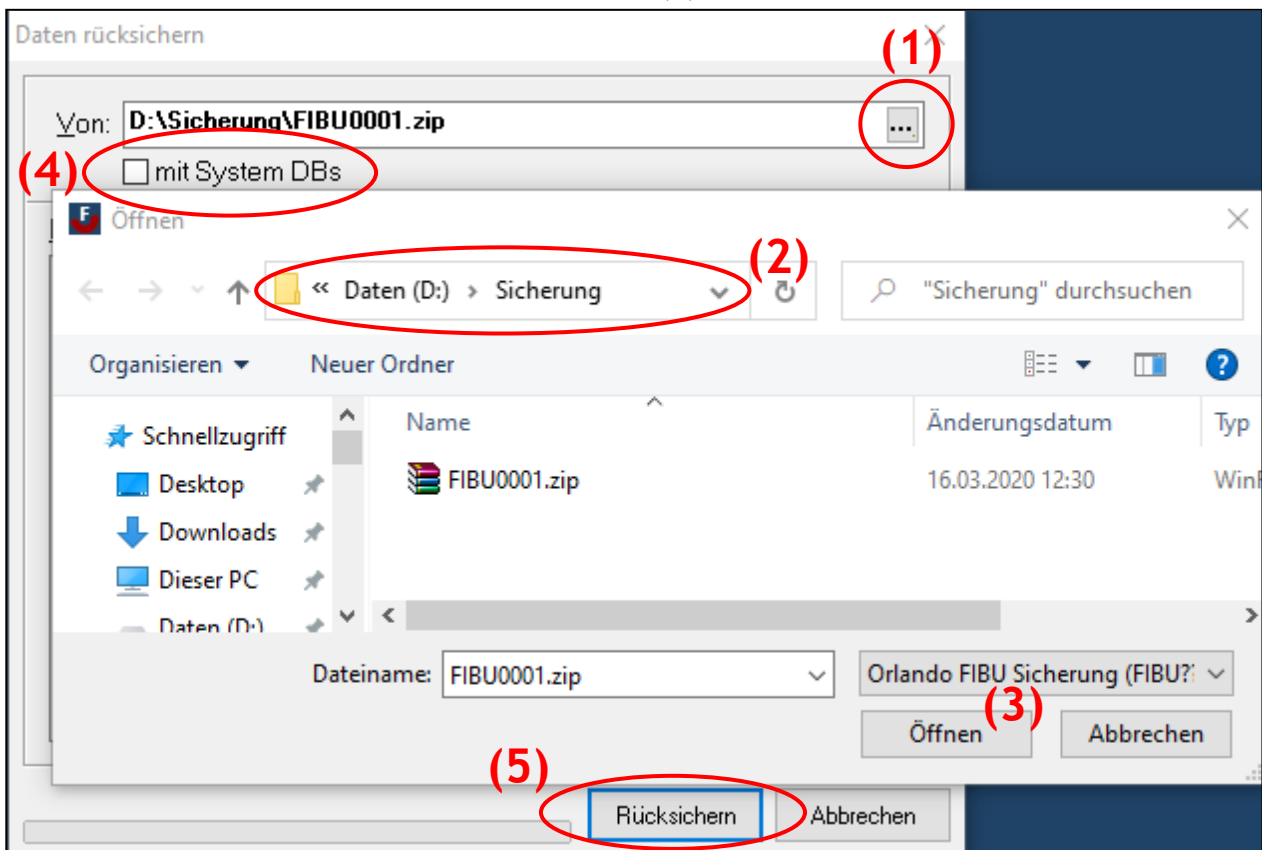 Daten rücksichern
(1)
Von: D:\Sicherung\FIBU0001.zip ...
(4) mit System DBs
Öffnen
(2)
« Daten (D:) > Sicherung
"Sicherung" durchsuchen
Organisieren Neuer Ordner
Name Änderungsdatum Typ
Schnellzugriff
FIBU0001.zip 16.03.2020 12:30 WinR
Desktop
Downloads
Dieser PC
Daten (D:)
Dateiname: FIBU0001.zip Orlando FIBU Sicherung (FIBU?
(3)
Öffnen Abbrechen
(5)
Rücksichern Abbrechen